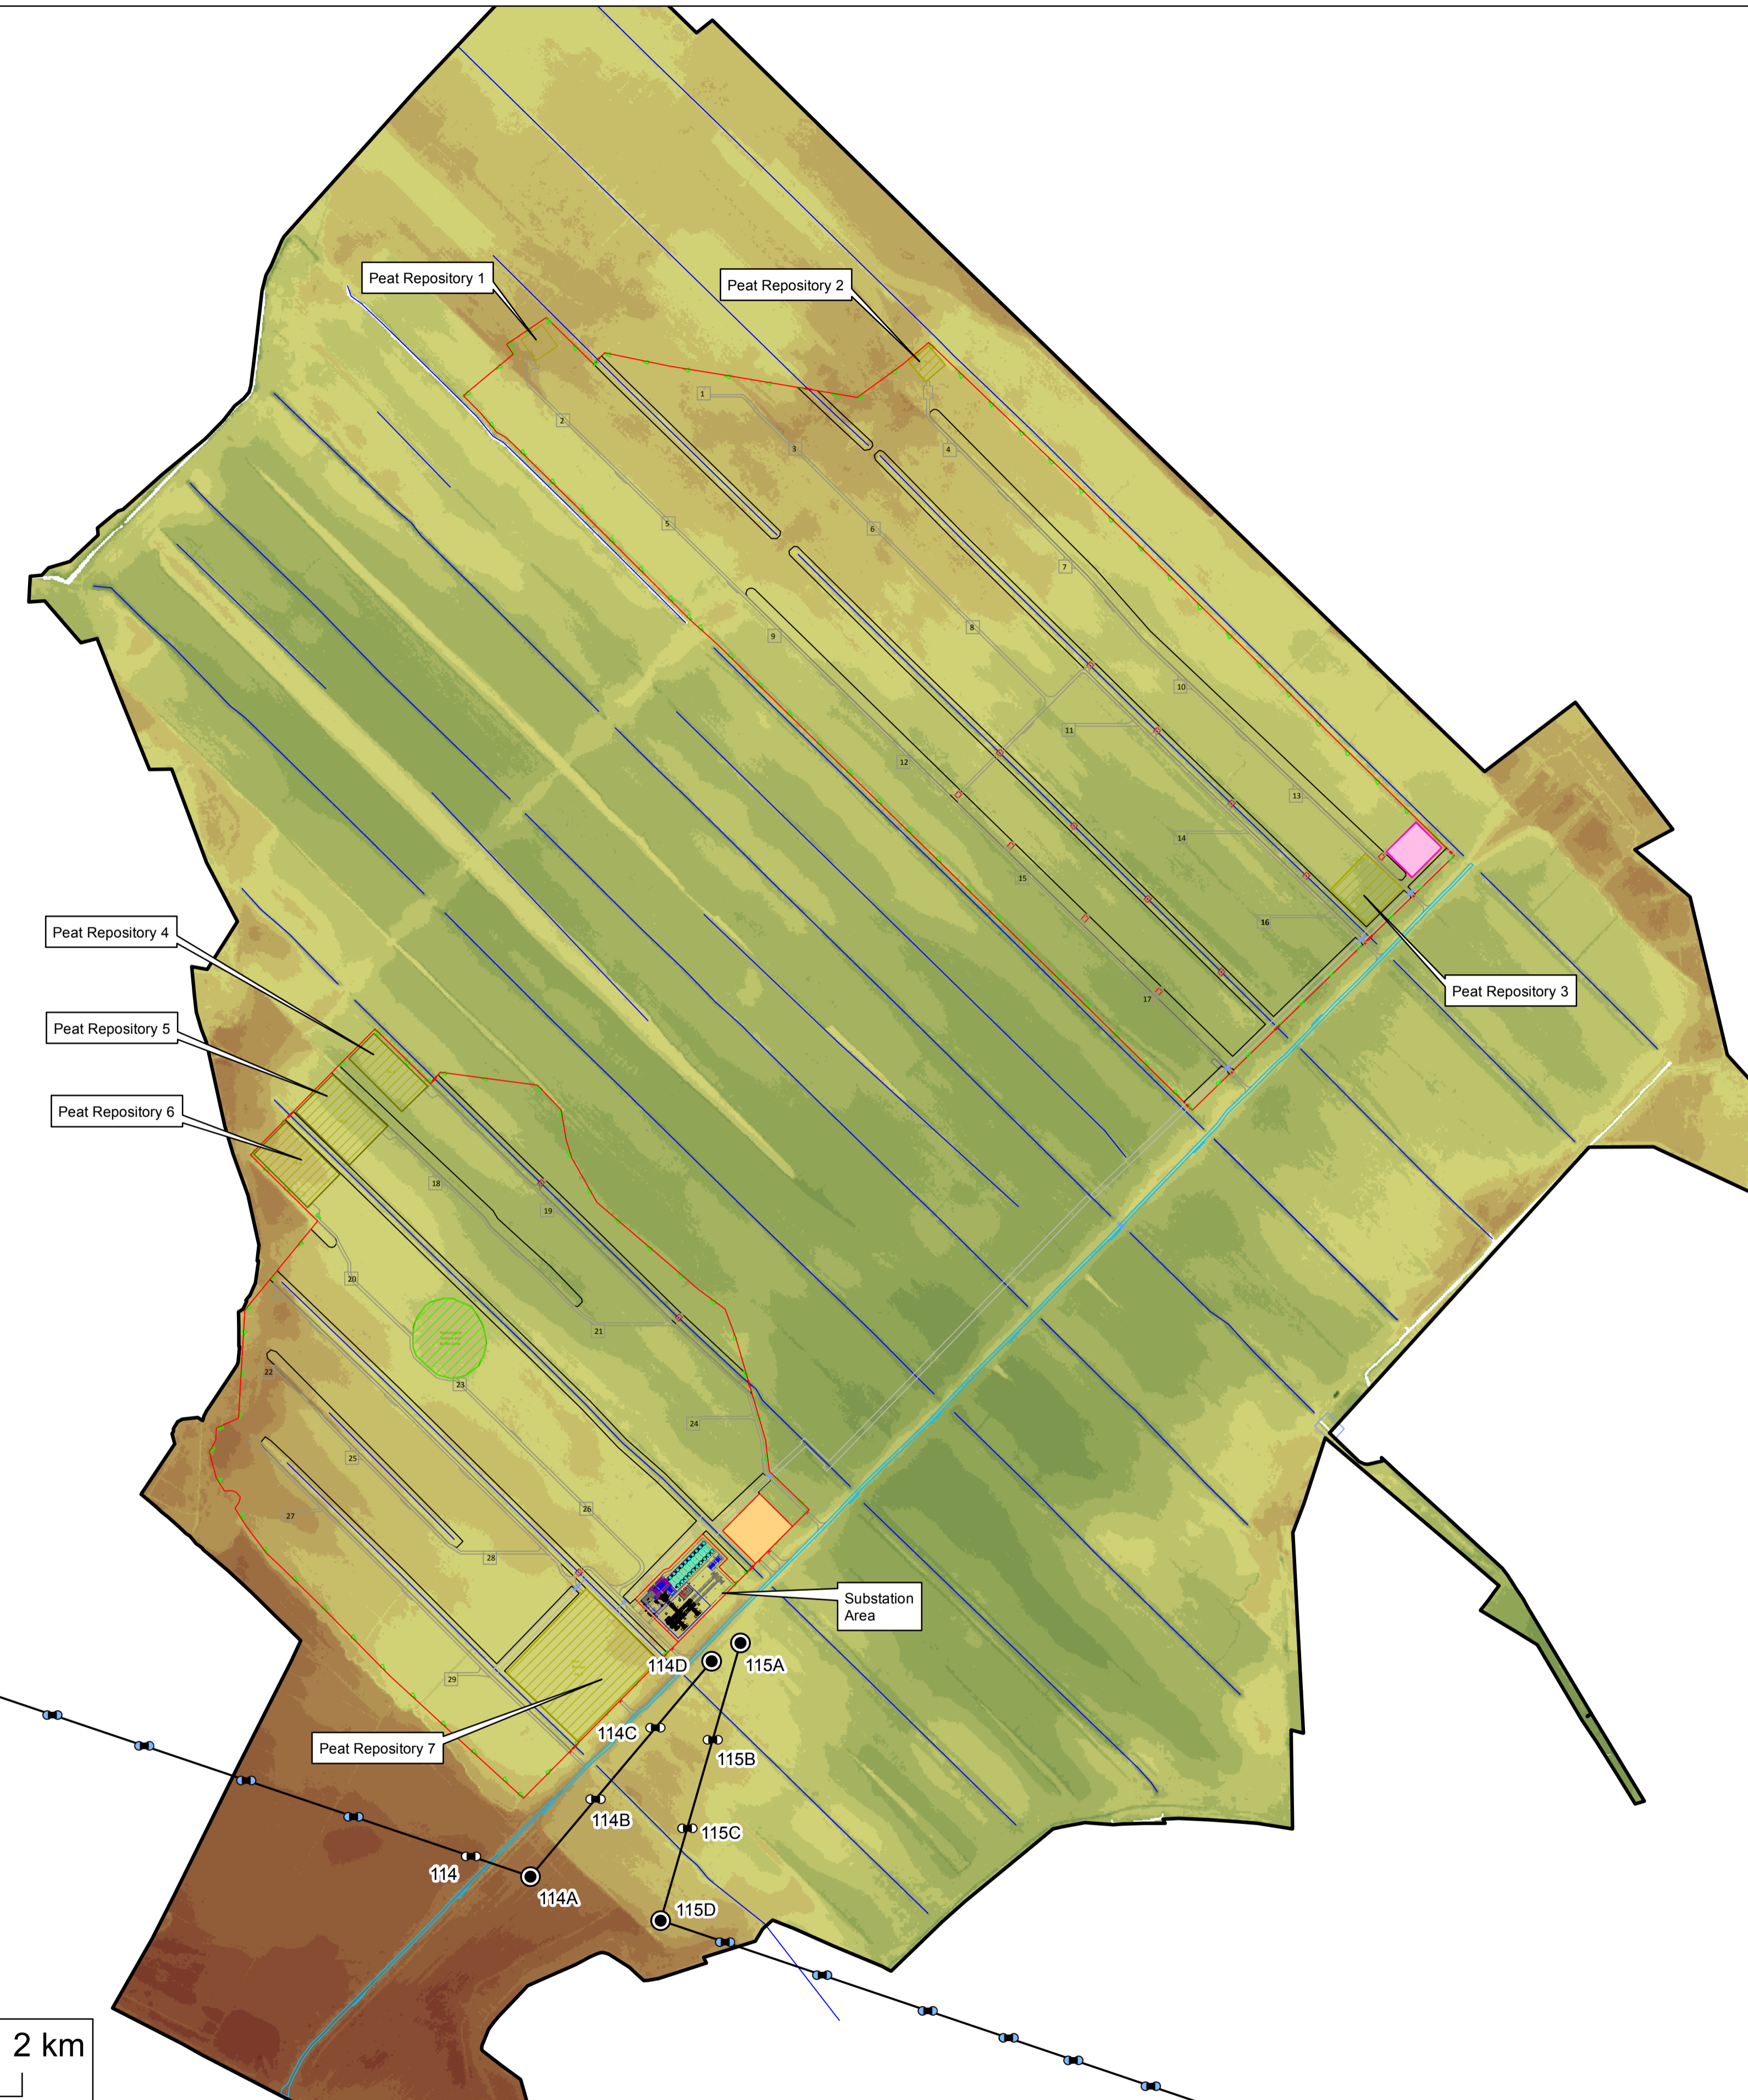 Peat Repository 1
Peat Repository 2
1
2
3
4
5
6
7
8
9
10
11
12
13
14
15
16
17
Peat Repository 3
Peat Repository 4
Peat Repository 5
Peat Repository 6
18
19
20
21
22
23
24
25
26
27
28
29
Substation
Area
Peat Repository 7
114D
115A
114C
115B
114B
115C
114
114A
115D
2 km